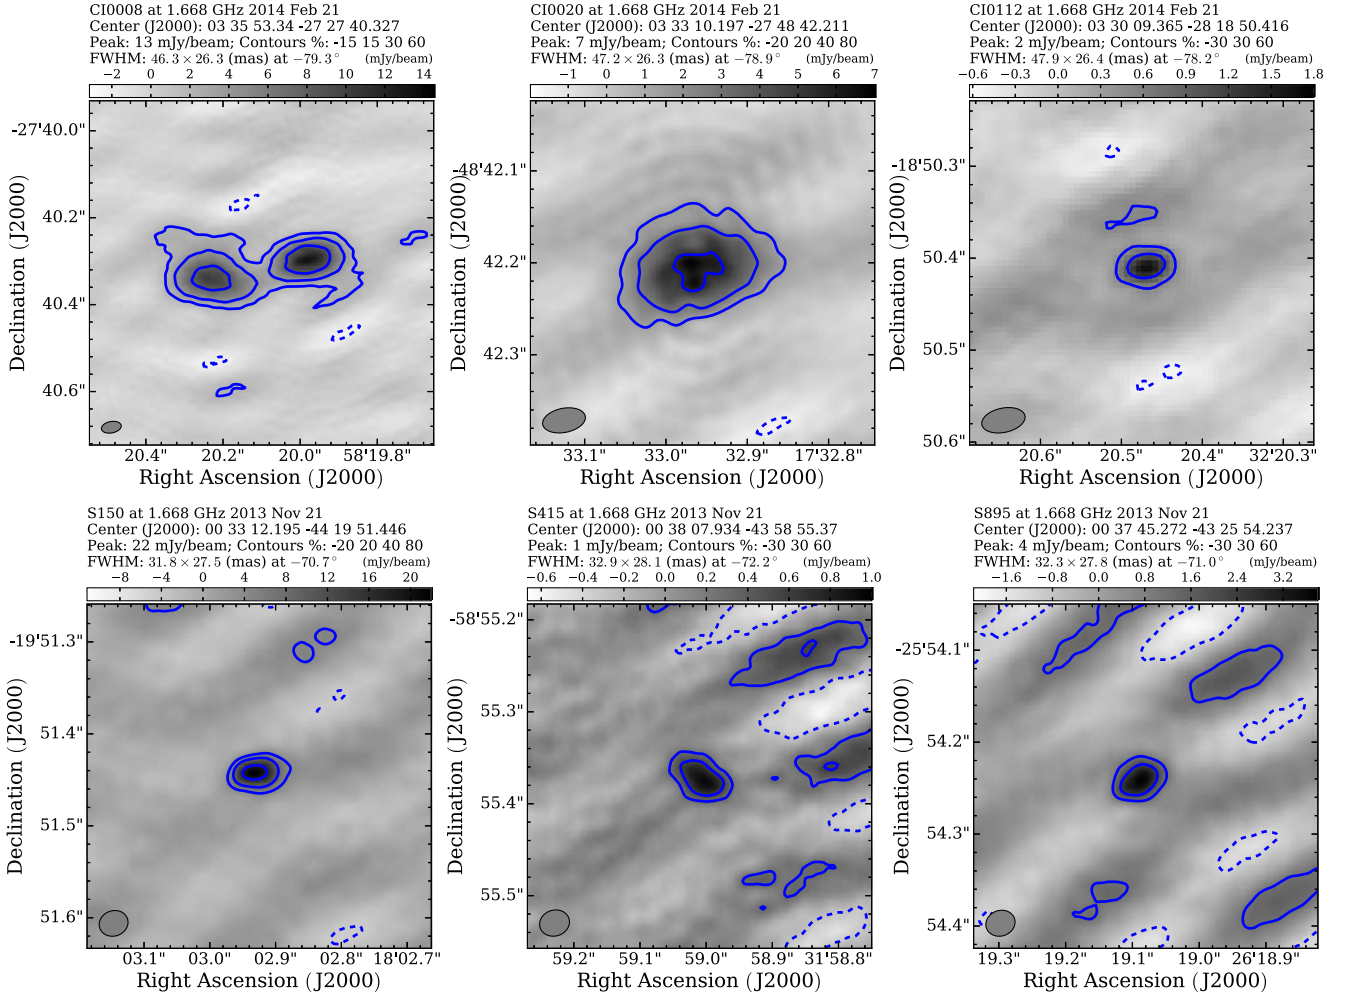 CI0008 at 1.668 GHz 2014 Feb 21
Center (J2000): 03 35 53.34 -27 27 40.327
Peak: 13 mJy/beam; Contours %: -15 15 30 60
FWHM: 46.3 × 26.3 (mas) at −79.3° (mJy/beam)
−2 0 2 4 6 8 10 12 14
-27'40.0"
40.2"
40.4"
40.6"
Declination (J2000)
20.4" 20.2" 20.0" 58'19.8"
Right Ascension (J2000)
CI0020 at 1.668 GHz 2014 Feb 21
Center (J2000): 03 33 10.197 -27 48 42.211
Peak: 7 mJy/beam; Contours %: -20 20 40 80
FWHM: 47.2 × 26.3 (mas) at −78.9° (mJy/beam)
−1 0 1 2 3 4 5 6 7
-48'42.1"
42.2"
42.3"
Declination (J2000)
33.1" 33.0" 32.9" 17'32.8"
Right Ascension (J2000)
CI0112 at 1.668 GHz 2014 Feb 21
Center (J2000): 03 30 09.365 -28 18 50.416
Peak: 2 mJy/beam; Contours %: -30 30 60
FWHM: 47.9 × 26.4 (mas) at −78.2° (mJy/beam)
−0.6 −0.3 0.0 0.3 0.6 0.9 1.2 1.5 1.8
-18'50.3"
50.4"
50.5"
50.6"
Declination (J2000)
20.6" 20.5" 20.4" 32'20.3"
Right Ascension (J2000)
S150 at 1.668 GHz 2013 Nov 21
Center (J2000): 00 33 12.195 -44 19 51.446
Peak: 22 mJy/beam; Contours %: -20 20 40 80
FWHM: 31.8 × 27.5 (mas) at −70.7° (mJy/beam)
−8 −4 0 4 8 12 16 20
-19'51.3"
51.4"
51.5"
51.6"
Declination (J2000)
03.1" 03.0" 02.9" 02.8" 18'02.7"
Right Ascension (J2000)
S415 at 1.668 GHz 2013 Nov 21
Center (J2000): 00 38 07.934 -43 58 55.37
Peak: 1 mJy/beam; Contours %: -30 30 60
FWHM: 32.9 × 28.1 (mas) at −72.2° (mJy/beam)
−0.6 −0.4 −0.2 0.0 0.2 0.4 0.6 0.8 1.0
-58'55.2"
55.3"
55.4"
55.5"
Declination (J2000)
59.2" 59.1" 59.0" 58.9" 31'58.8"
Right Ascension (J2000)
S895 at 1.668 GHz 2013 Nov 21
Center (J2000): 00 37 45.272 -43 25 54.237
Peak: 4 mJy/beam; Contours %: -30 30 60
FWHM: 32.3 × 27.8 (mas) at −71.0° (mJy/beam)
−1.6 −0.8 0.0 0.8 1.6 2.4 3.2
-25'54.1"
54.2"
54.3"
54.4"
Declination (J2000)
19.3" 19.2" 19.1" 19.0" 26'18.9"
Right Ascension (J2000)